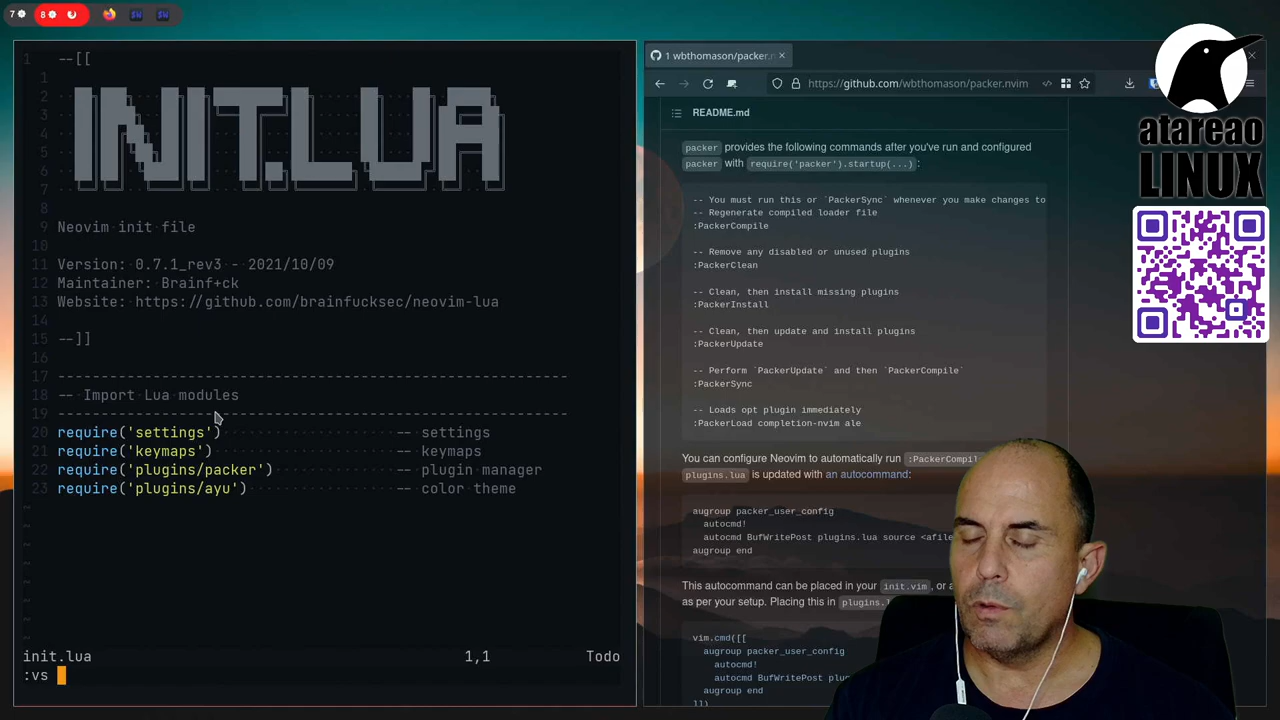 7
8
--[[
INIT.LUA
Neovim init file
Version: 0.7.1_rev3 - 2021/10/09
Maintainer: Brainf+ck
Website: https://github.com/brainfucksec/neovim-lua
--]]
-- Import Lua modules
require('settings') -- settings
require('keymaps') -- keymaps
require('plugins/packer') -- plugin manager
require('plugins/ayu') -- color theme
init.lua 1,1 Todo
:vs
1 wbthomason/packer.n
https://github.com/wbthomason/packer.nvim
README.md
packer provides the following commands after you've run and configured
packer with require('packer').startup(...) :
-- You must run this or `PackerSync` whenever you make changes to
-- Regenerate compiled loader file
:PackerCompile
-- Remove any disabled or unused plugins
:PackerClean
-- Clean, then install missing plugins
:PackerInstall
-- Clean, then update and install plugins
:PackerUpdate
-- Perform `PackerUpdate` and then `PackerCompile`
:PackerSync
-- Loads opt plugin immediately
:PackerLoad completion-nvim ale
You can configure Neovim to automatically run :PackerCompil
plugins.lua is updated with an autocommand:
augroup packer_user_config
autocmd!
autocmd BufWritePost plugins.lua source <afile
augroup end
This autocommand can be placed in your init.vim, or
as per your setup. Placing this in plugins.l
vim.cmd([[
augroup packer_user_config
autocmd!
autocmd BufWritePost plu
augroup end
]])
atareao
LINUX